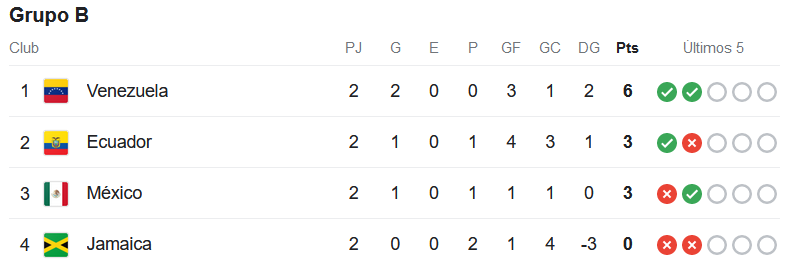 Grupo B
Club PJ G E P GF GC DG Pts Últimos 5
1 Venezuela 2 2 0 0 3 1 2 6
2 Ecuador 2 1 0 1 4 3 1 3
3 México 2 1 0 1 1 1 0 3
4 Jamaica 2 0 0 2 1 4 -3 0